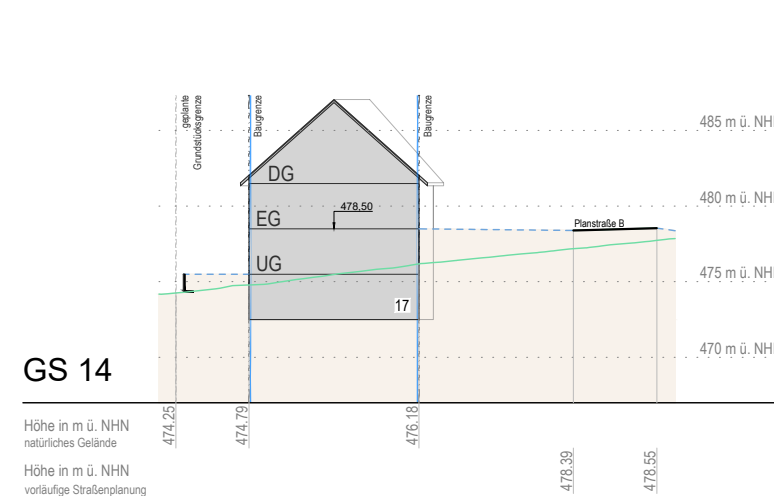 geplante
Grundstücksgrenze
Baugrenze
Baugrenze
485 m ü. NHN
DG
480 m ü. NHN
478,50
EG
Planstraße B
UG
475 m ü. NHN
17
470 m ü. NHN
GS 14
Höhe in m ü. NHN
natürliches Gelände
474.25
474.79
476.18
Höhe in m ü. NHN
vorläufige Straßenplanung
478.39
478.55